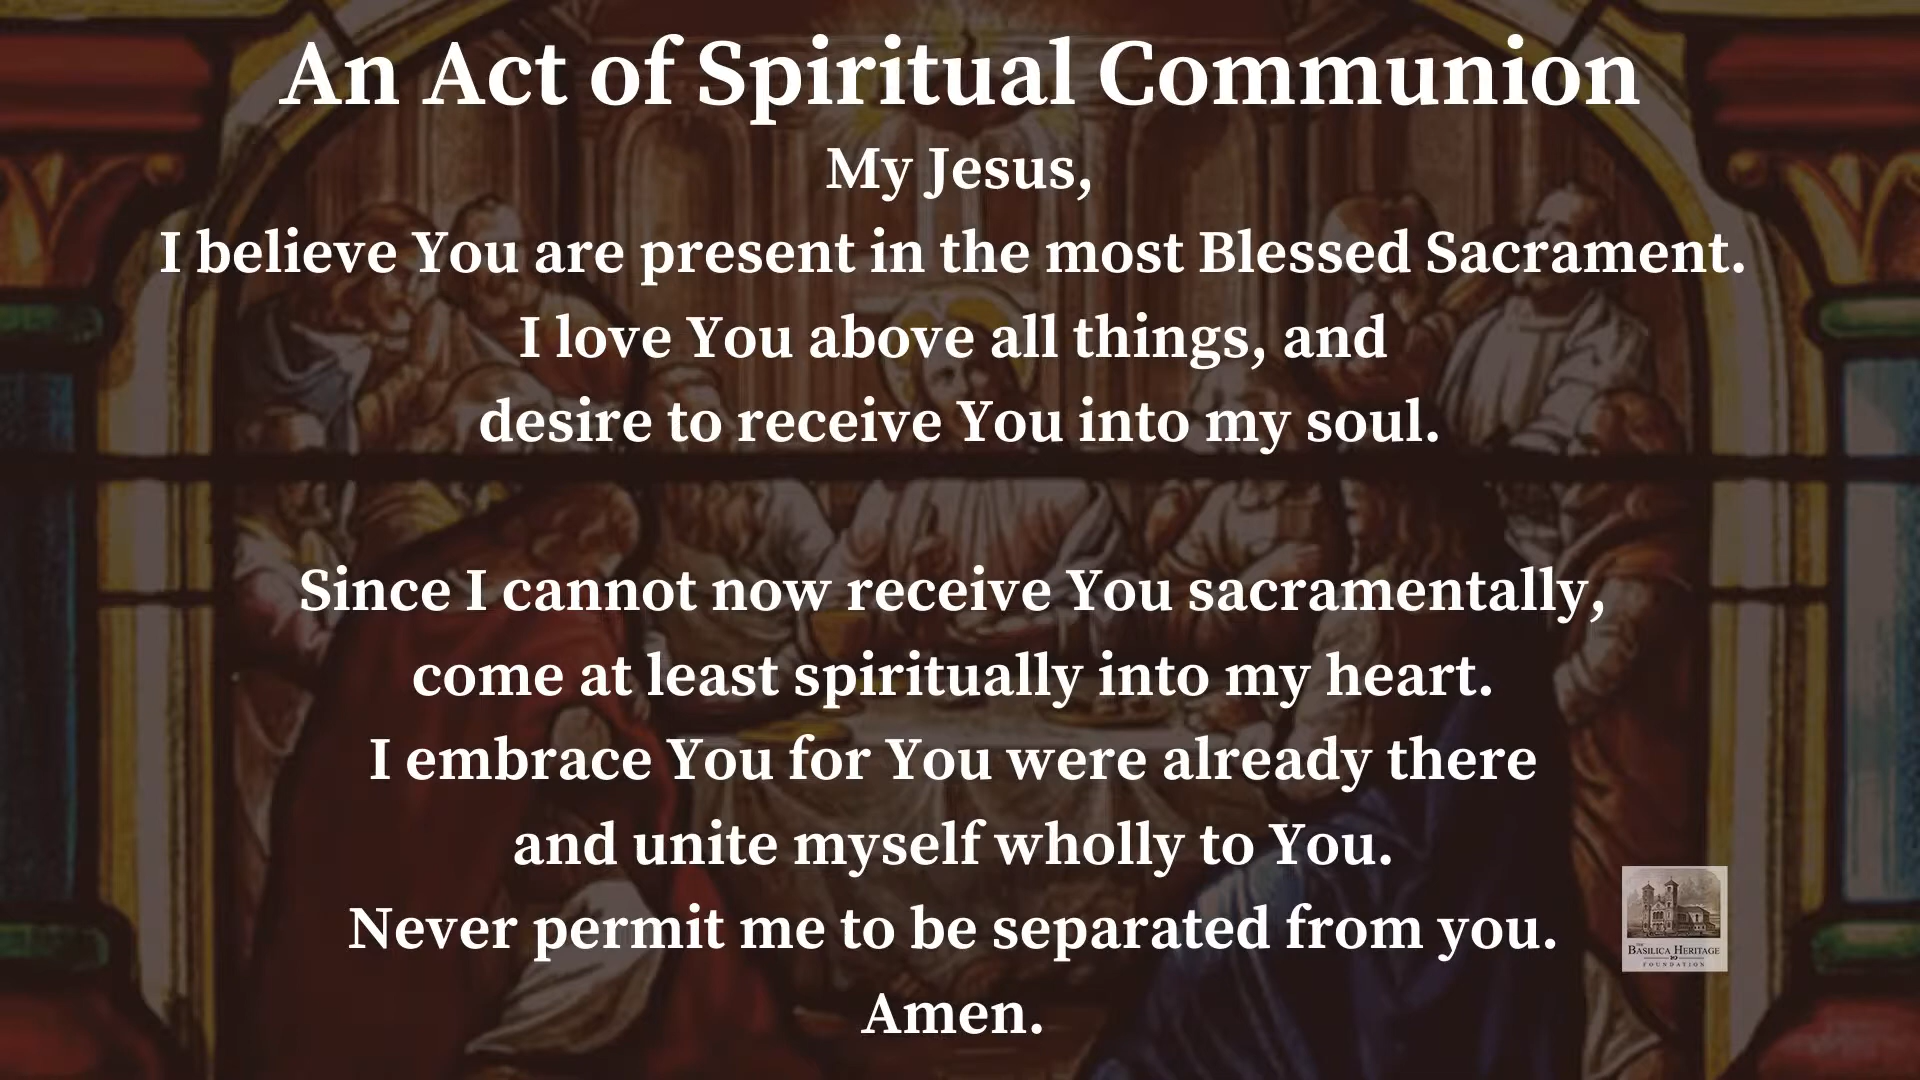 An Act of Spiritual Communion
My Jesus,
I believe You are present in the most Blessed Sacrament.
I love You above all things, and
desire to receive You into my soul.
Since I cannot now receive You sacramentally,
come at least spiritually into my heart.
I embrace You for You were already there
and unite myself wholly to You.
Never permit me to be separated from you.
Amen.
THE
BASILICA HERITAGE
FOUNDATION